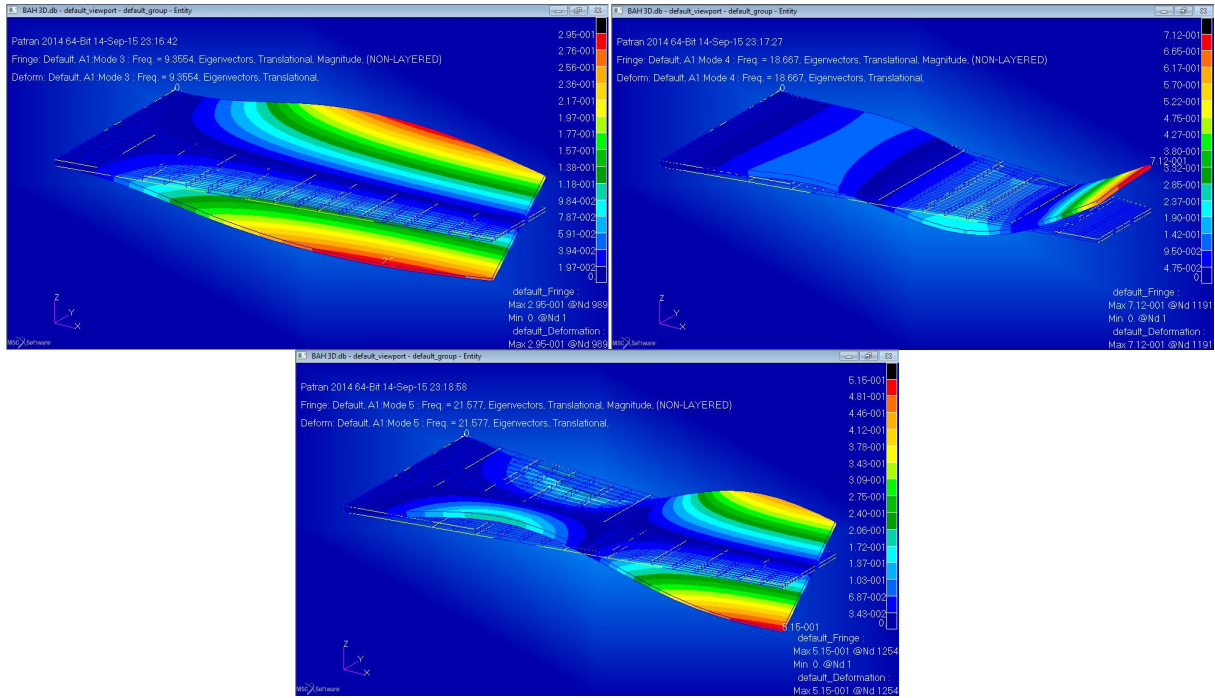 BAH 3D.db - default_viewport - default_group - Entity
Patran 2014 64-Bit 14-Sep-15 23:16:42
Fringe: Default, A1:Mode 3 : Freq. = 9.3554, Eigenvectors, Translational, Magnitude, (NON-LAYERED)
Deform: Default, A1:Mode 3 : Freq. = 9.3554, Eigenvectors, Translational,
2.95-001
2.76-001
2.56-001
2.36-001
2.17-001
1.97-001
1.77-001
1.57-001
1.38-001
1.18-001
9.84-002
7.87-002
5.91-002
3.94-002
1.97-002
0
0
Z
Y
X
default_Fringe :
Max 2.95-001 @Nd 989
Min 0. @Nd 1
default_Deformation :
Max 2.95-001 @Nd 989
MSC Software
BAH 3D.db - default_viewport - default_group - Entity
Patran 2014 64-Bit 14-Sep-15 23:17:27
Fringe: Default, A1:Mode 4 : Freq. = 18.667, Eigenvectors, Translational, Magnitude, (NON-LAYERED)
Deform: Default, A1:Mode 4 : Freq. = 18.667, Eigenvectors, Translational,
7.12-001
6.65-001
6.17-001
5.70-001
5.22-001
4.75-001
4.27-001
3.80-001
3.32-001
2.85-001
2.37-001
1.90-001
1.42-001
9.50-002
4.75-002
0
0
7.12-001
Z
Y
X
default_Fringe :
Max 7.12-001 @Nd 1191
Min 0. @Nd 1
default_Deformation :
Max 7.12-001 @Nd 1191
MSC Software
BAH 3D.db - default_viewport - default_group - Entity
Patran 2014 64-Bit 14-Sep-15 23:18:58
Fringe: Default, A1:Mode 5 : Freq. = 21.577, Eigenvectors, Translational, Magnitude, (NON-LAYERED)
Deform: Default, A1:Mode 5 : Freq. = 21.577, Eigenvectors, Translational,
5.15-001
4.81-001
4.46-001
4.12-001
3.78-001
3.43-001
3.09-001
2.75-001
2.40-001
2.06-001
1.72-001
1.37-001
1.03-001
6.87-002
3.43-002
0
0
5.15-001
Z
Y
X
default_Fringe :
Max 5.15-001 @Nd 1254
Min 0. @Nd 1
default_Deformation :
Max 5.15-001 @Nd 1254
MSC Software